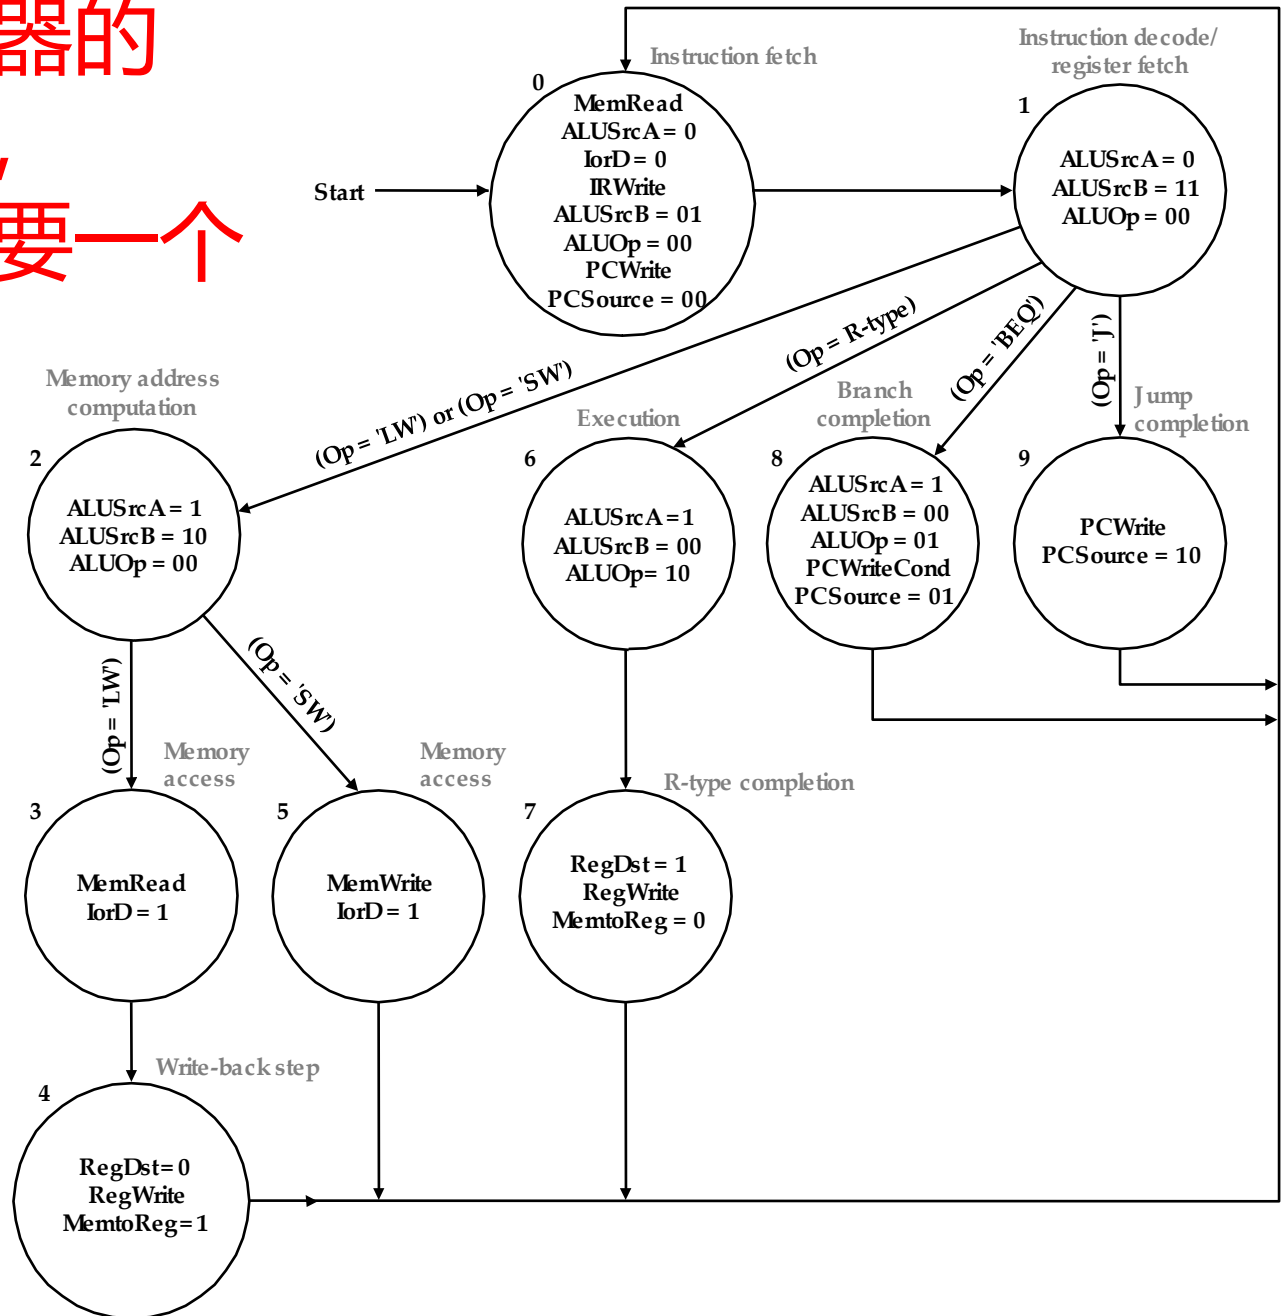 器的
,
要一个
Instruction fetch
Instruction decode/
register fetch
0
MemRead
ALUSrcA = 0
IorD = 0
IRWrite
ALUSrcB = 01
ALUOp = 00
PCWrite
PCSource = 00
1
ALUSrcA = 0
ALUSrcB = 11
ALUOp = 00
Start
(Op = 'LW') or (Op = 'SW')
(Op = R-type)
(Op = 'BEQ')
(Op = 'J')
Memory address
computation
2
ALUSrcA = 1
ALUSrcB = 10
ALUOp = 00
Execution
6
ALUSrcA = 1
ALUSrcB = 00
ALUOp = 10
Branch
completion
8
ALUSrcA = 1
ALUSrcB = 00
ALUOp = 01
PCWriteCond
PCSource = 01
Jump
completion
9
PCWrite
PCSource = 10
(Op = 'LW')
(Op = 'SW')
Memory
access
3
MemRead
IorD = 1
Memory
access
5
MemWrite
IorD = 1
R-type completion
7
RegDst = 1
RegWrite
MemtoReg = 0
Write-back step
4
RegDst = 0
RegWrite
MemtoReg = 1